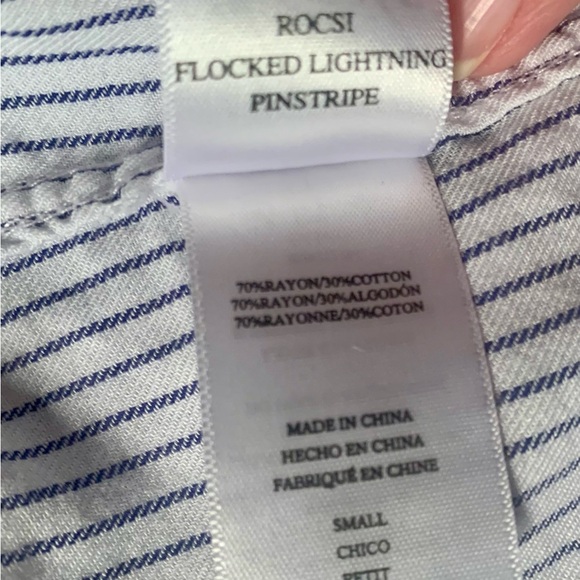 ROCSI
FLOCKED LIGHTNING
PINSTRIPE
70%RAYON/30%COTTON
70%RAYON/30%ALGODÓN
70%RAYONNE/30%COTON
MADE IN CHINA
HECHO EN CHINA
FABRIQUÉ EN CHINE
SMALL
CHICO
PETIT